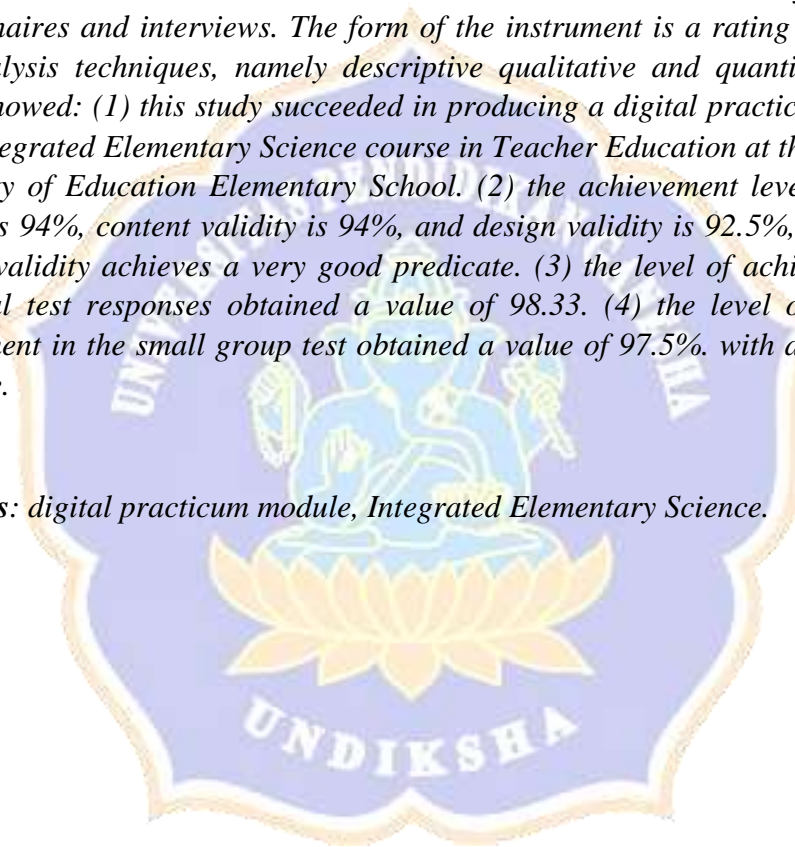 naires and interviews. The form of the instrument is a rating
alysis techniques, namely descriptive qualitative and quanti
howed: (1) this study succeeded in producing a digital practic
egrated Elementary Science course in Teacher Education at th
y of Education Elementary School. (2) the achievement leve
s 94%, content validity is 94%, and design validity is 92.5%,
validity achieves a very good predicate. (3) the level of achi
l test responses obtained a value of 98.33. (4) the level o
ent in the small group test obtained a value of 97.5%. with a
s: digital practicum module, Integrated Elementary Science.
UNIVERSITAS PENDIDIKAN GANESHA
UNDIKSHA